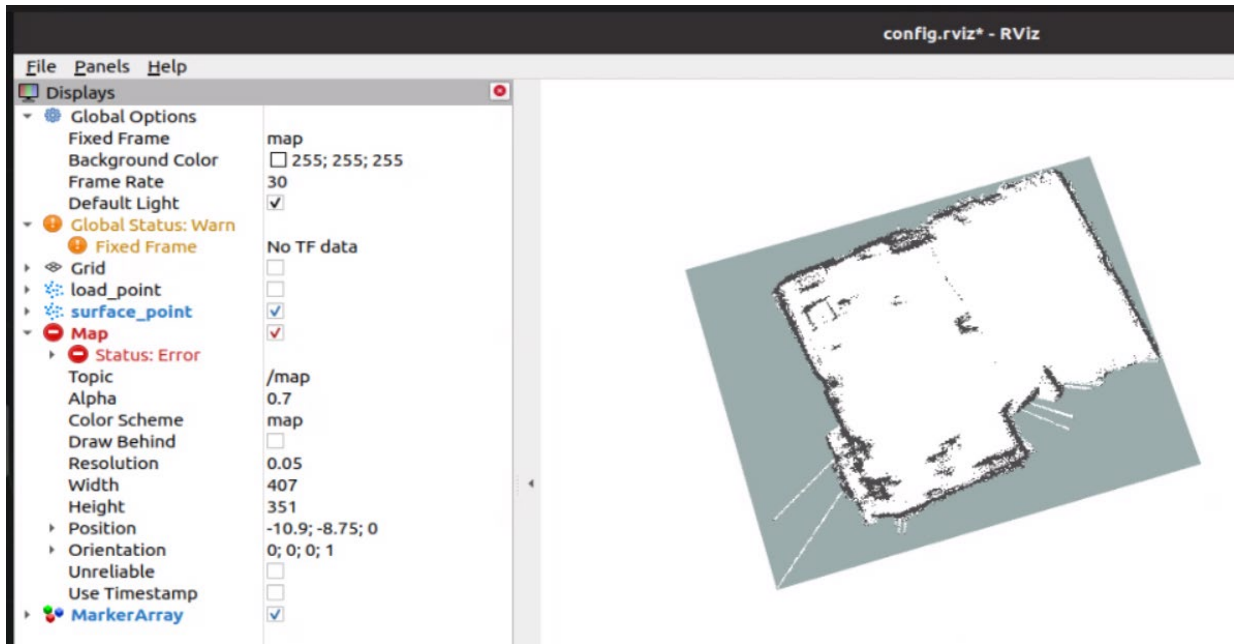 config.rviz* - RViz
File Panels Help
Displays
Global Options
Fixed Frame map
Background Color 255; 255; 255
Frame Rate 30
Default Light
Global Status: Warn
Fixed Frame No TF data
Grid
load_point
surface_point
Map
Status: Error
Topic /map
Alpha 0.7
Color Scheme map
Draw Behind
Resolution 0.05
Width 407
Height 351
Position -10.9; -8.75; 0
Orientation 0; 0; 0; 1
Unreliable
Use Timestamp
MarkerArray